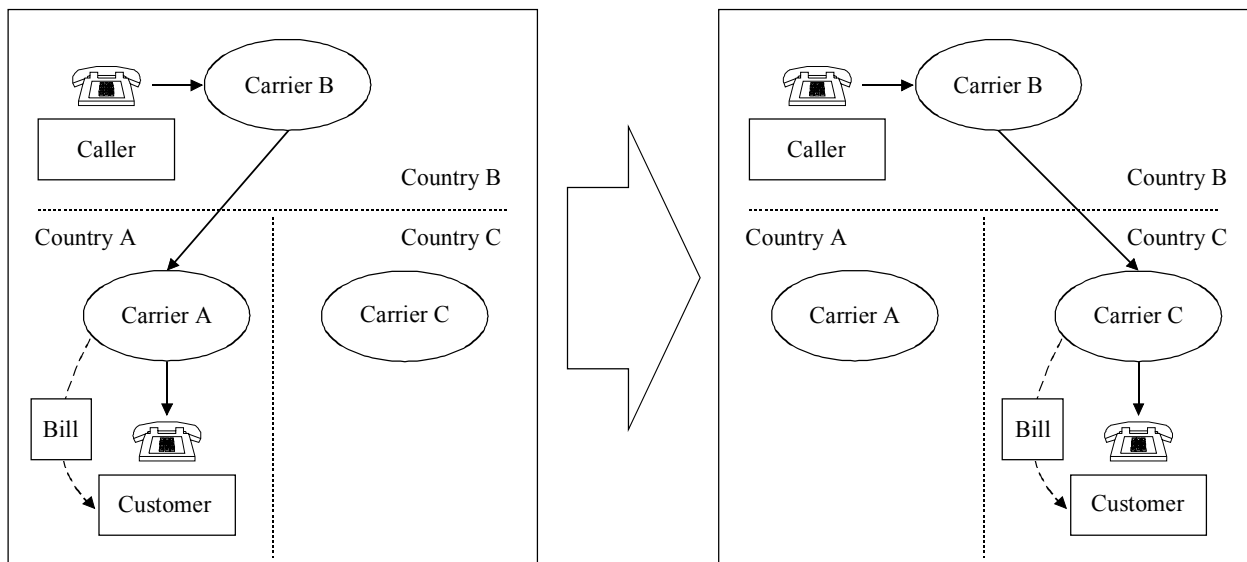 Carrier B
Caller
Country B
Country A
Country C
Carrier A
Carrier C
Bill
Customer
Carrier B
Caller
Country B
Country A
Country C
Carrier A
Carrier C
Bill
Customer